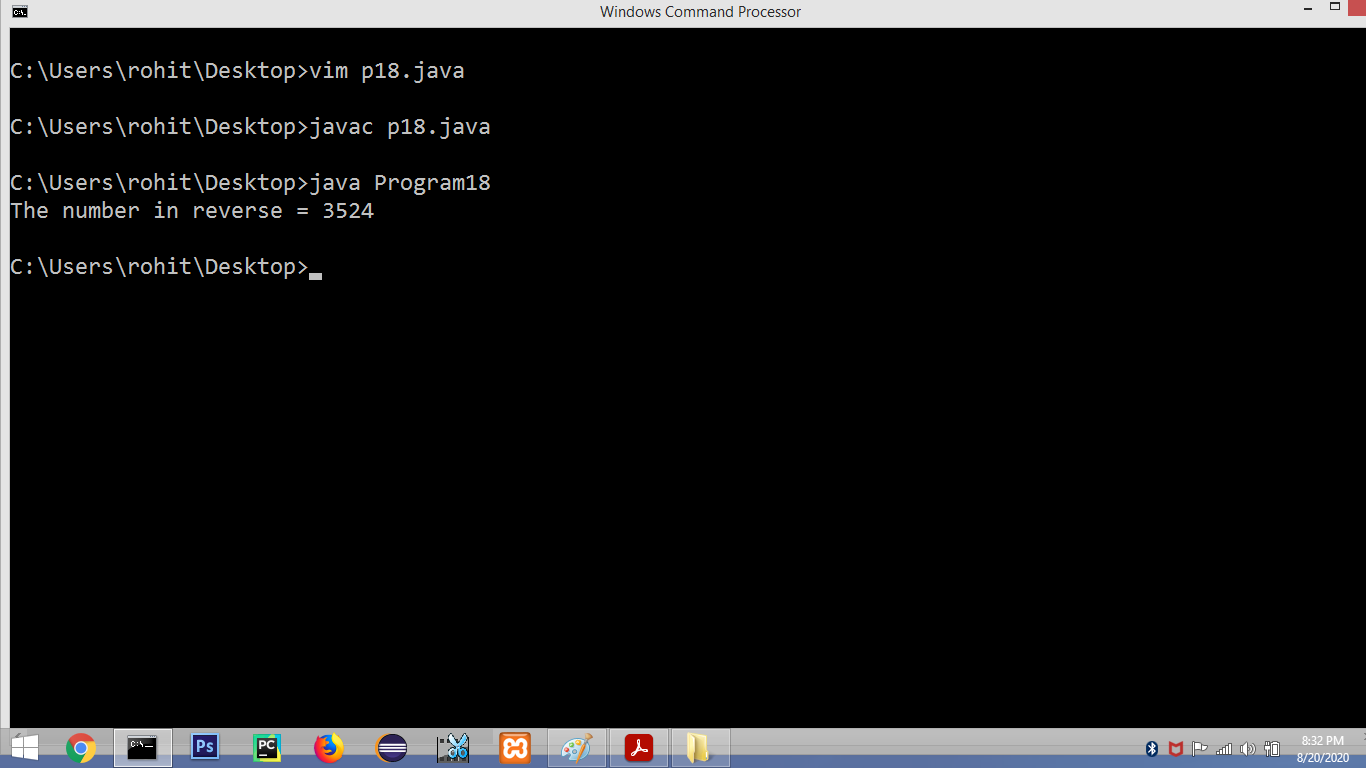 Windows Command Processor
C:\Users\rohit\Desktop>vim p18.java
C:\Users\rohit\Desktop>javac p18.java
C:\Users\rohit\Desktop>java Program18
The number in reverse = 3524
C:\Users\rohit\Desktop>
Ps
PC
8:32 PM
8/20/2020